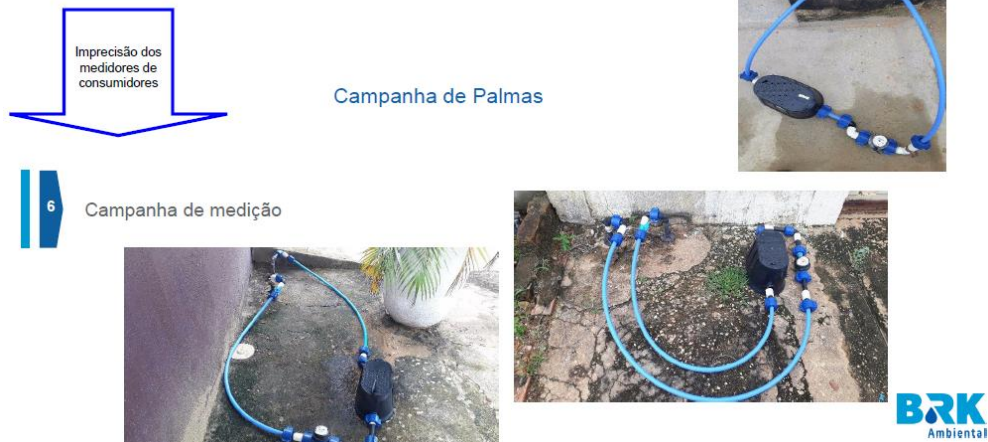 Imprecisão dos
medidores de
consumidores
Campanha de Palmas
6
Campanha de medição
BRK
Ambiental